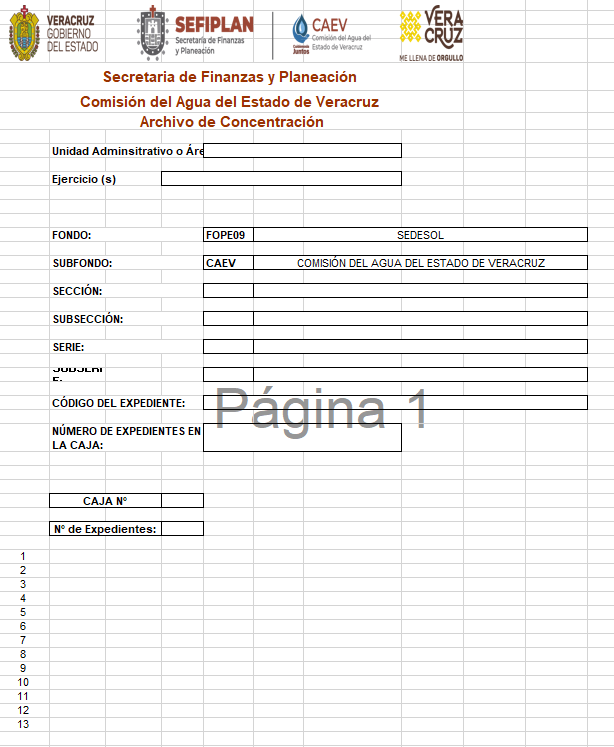 VERACRUZ
GOBIERNO
DEL ESTADO
SEFIPLAN
Secretaría de Finanzas
y Planeación
CAEV
Comisión del Agua del
Estado de Veracruz
Cuidémosla
Juntos
VERA
CRUZ
ME LLENA DE ORGULLO
Secretaria de Finanzas y Planeación
Comisión del Agua del Estado de Veracruz
Archivo de Concentración
Unidad Adminsitrativo o Áre
Ejercicio (s)
FONDO: FOPE09 SEDESOL
SUBFONDO: CAEV COMISIÓN DEL AGUA DEL ESTADO DE VERACRUZ
SECCIÓN:
SUBSECCIÓN:
SERIE:
SUBSERI
E:
CÓDIGO DEL EXPEDIENTE:
Página 1
NÚMERO DE EXPEDIENTES EN
LA CAJA:
CAJA Nº
Nº de Expedientes:
1
2
3
4
5
6
7
8
9
10
11
12
13